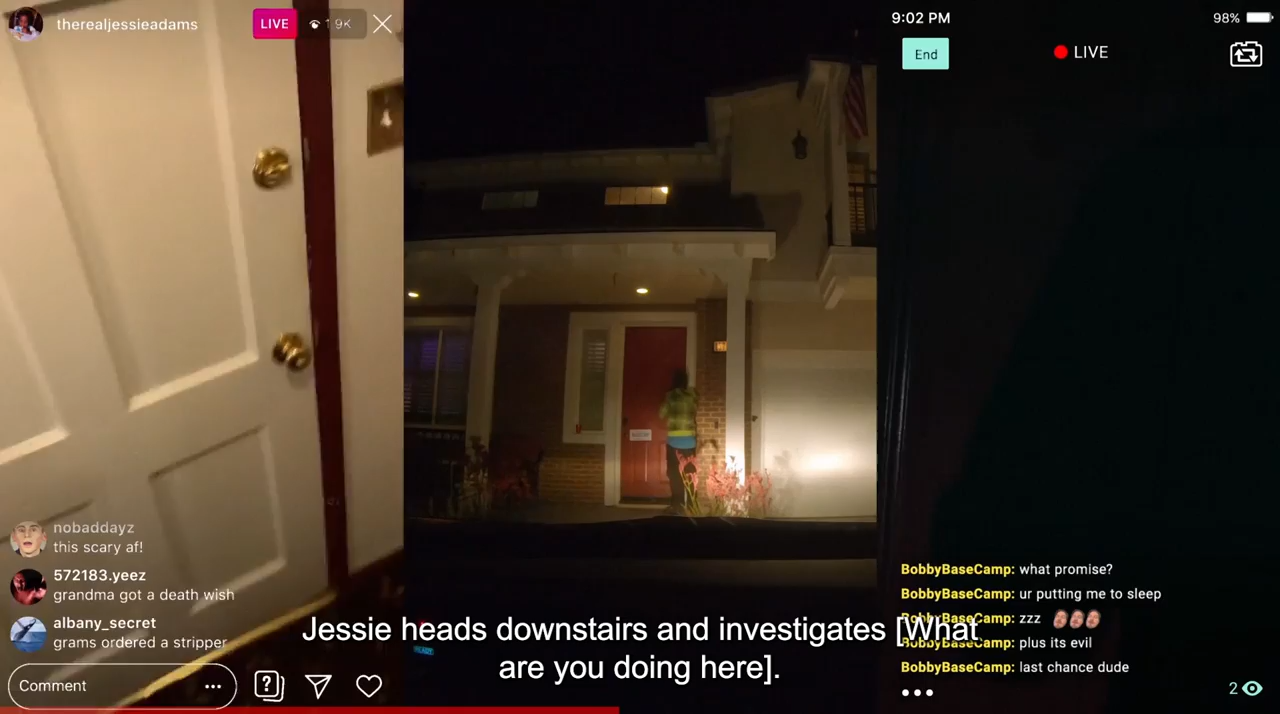 therealjessieadams
LIVE
1.9K
9:02 PM
98%
End
LIVE
nobaddayz
this scary af!
572183.yeez
grandma got a death wish
albany_secret
grams ordered a stripper
Comment
READY
Jessie heads downstairs and investigates [What
are you doing here].
BobbyBaseCamp: what promise?
BobbyBaseCamp: ur putting me to sleep
BobbyBaseCamp: zzz
BobbyBaseCamp: plus its evil
BobbyBaseCamp: last chance dude
2